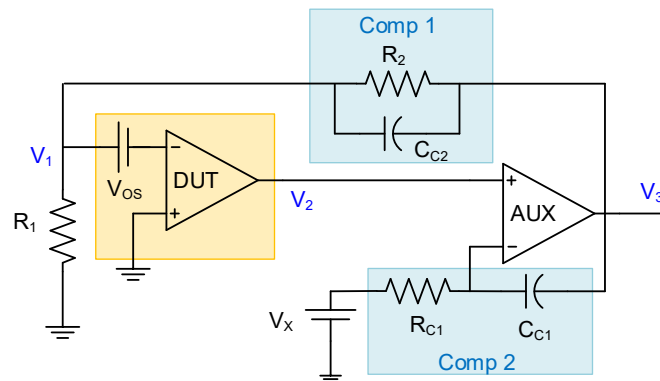 Comp 1
R2
CC2
V1
VOS
−
DUT
+
V2
R1
+
AUX
−
V3
VX
RC1
CC1
Comp 2